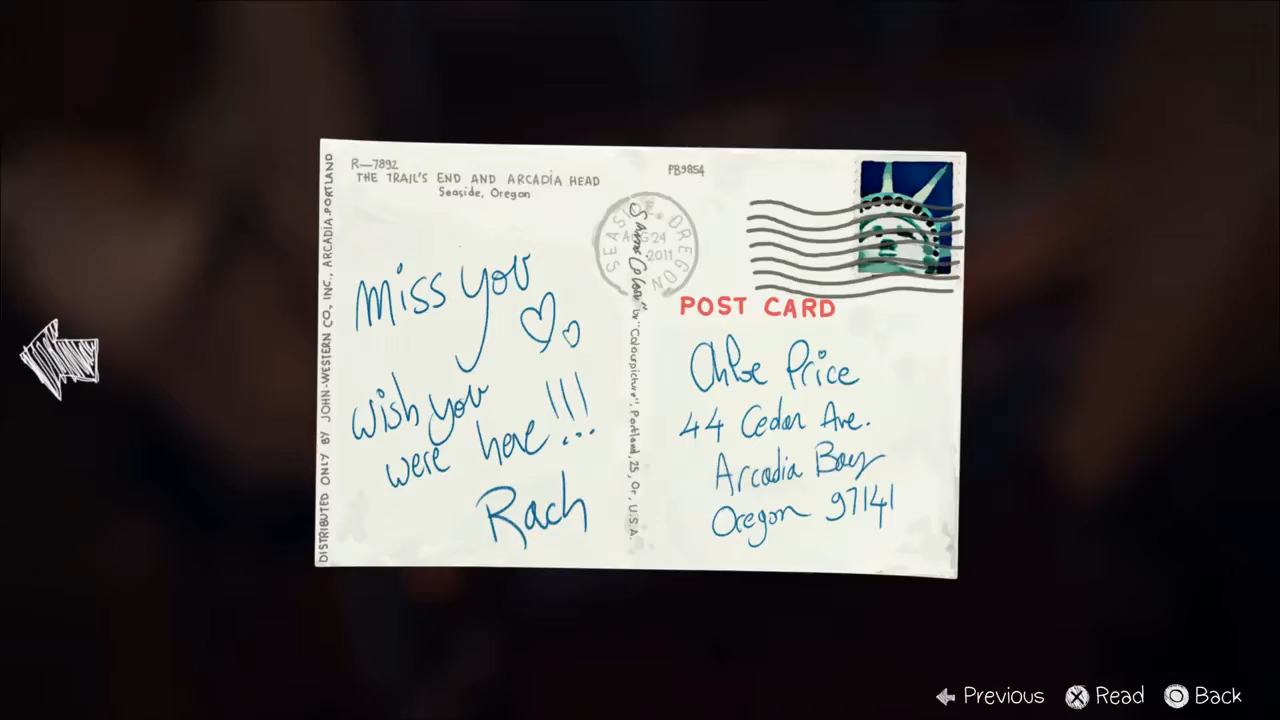 R—7892
THE TRAIL'S END AND ARCADIA HEAD
Seaside, Oregon
PB9854
SEASIDE, OREGON
AUG 24
2011
DISTRIBUTED ONLY BY JOHN-WESTERN CO., INC., ARCADIA-PORTLAND
by "Colourpicture", Portland, 25, Or, U.S.A.
POST CARD
Miss you
wish you
were here!!!
Rach
Chloe Price
44 Cedar Ave.
Arcadia Bay
Oregon 97141
Previous
Read
Back